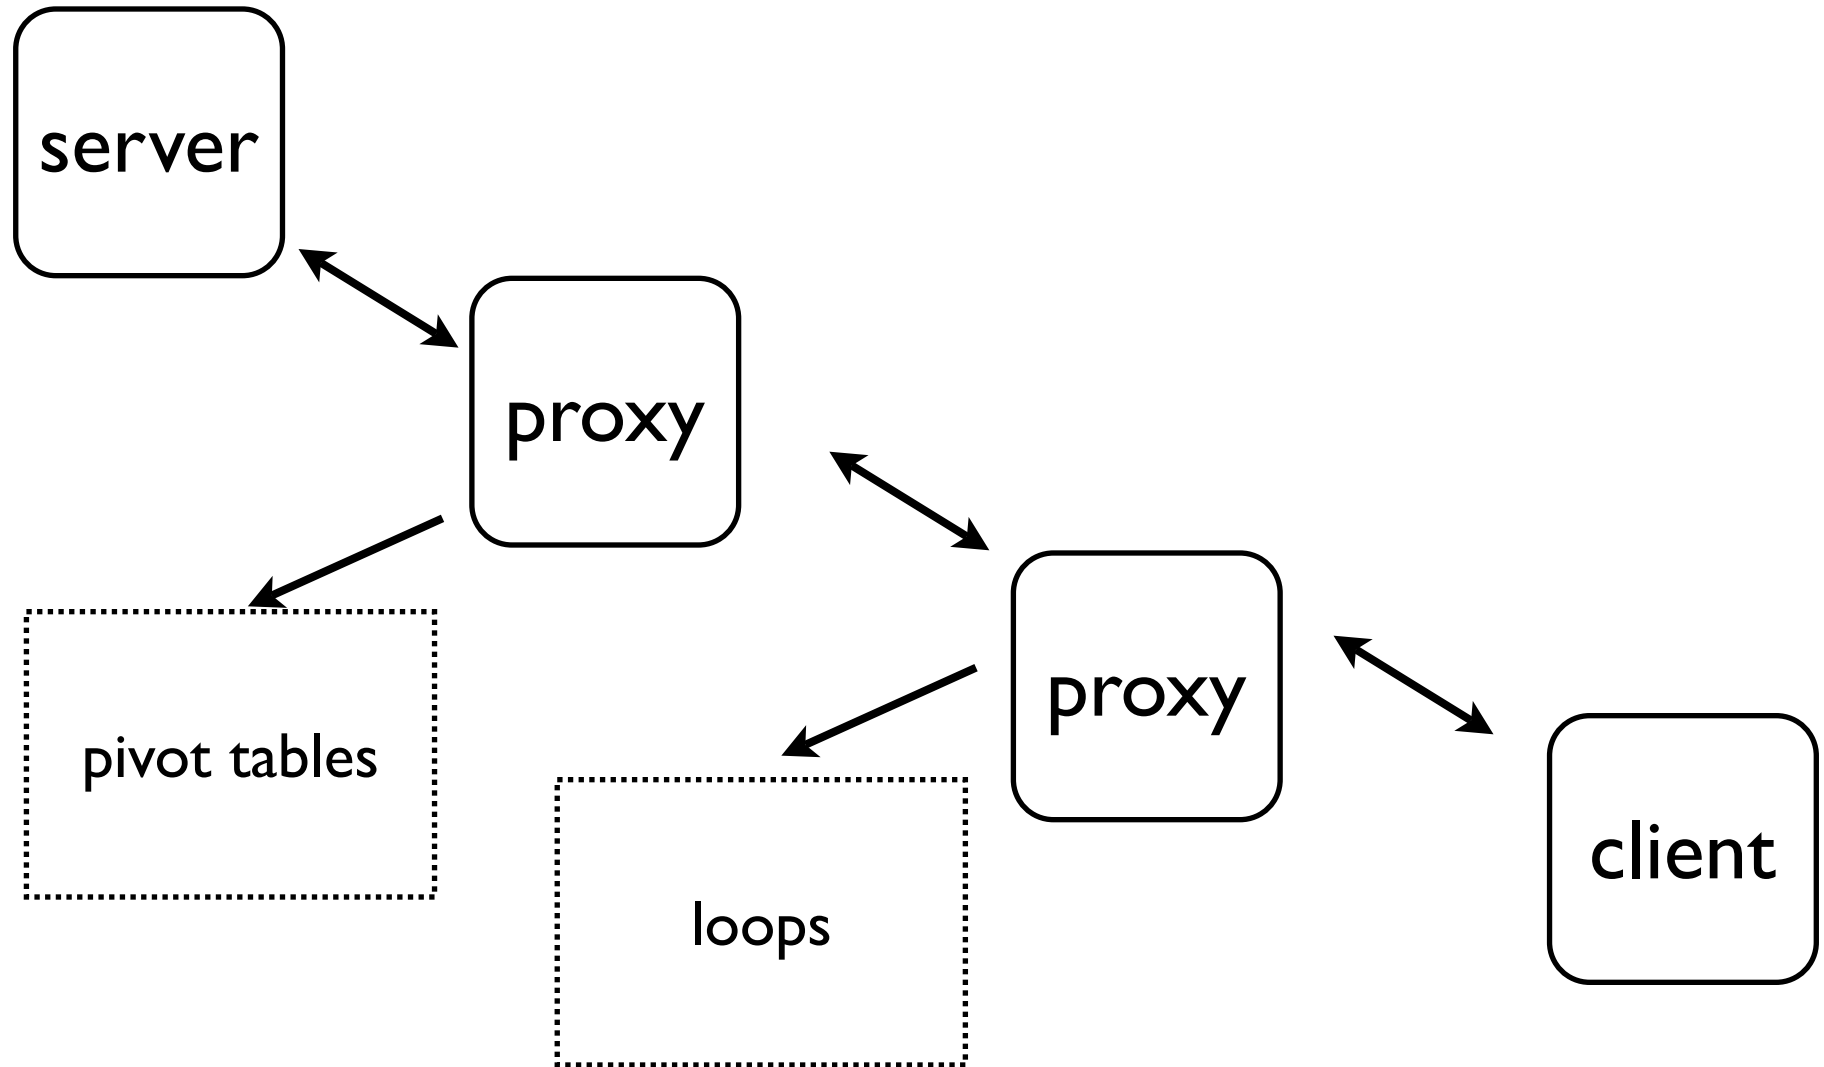 server
proxy
proxy
pivot tables
client
loops